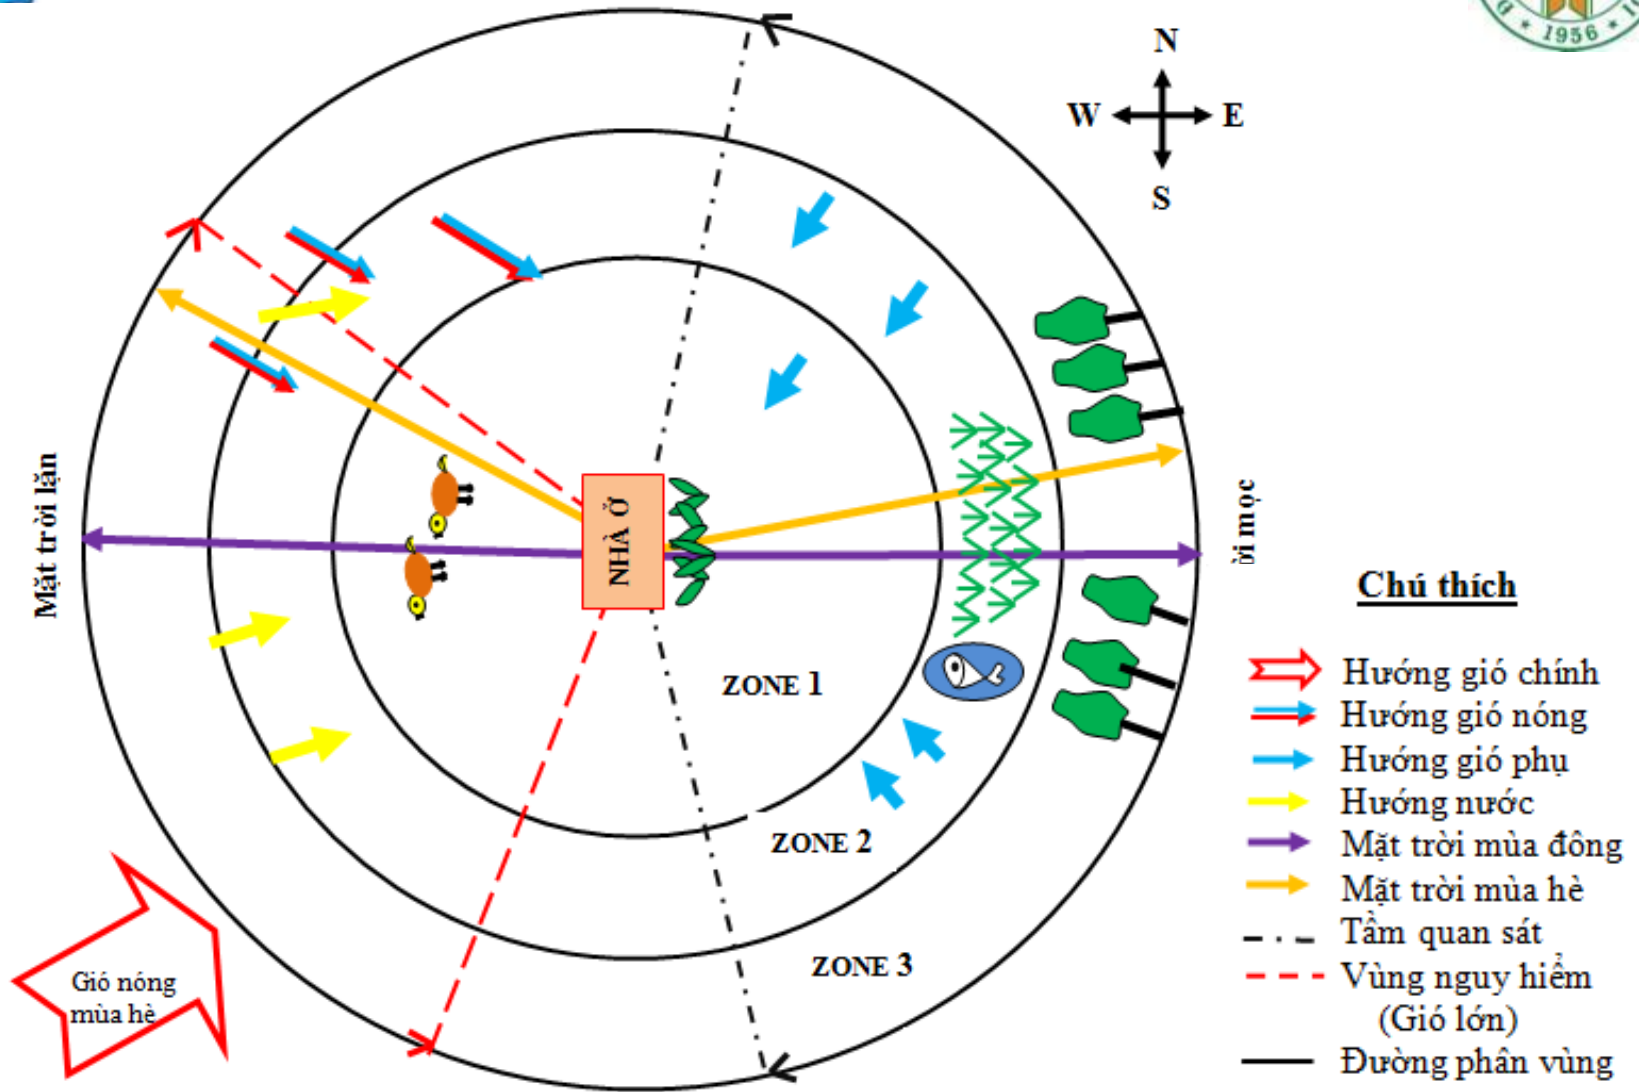 1956
N
W
E
S
Mặt trời lặn
NHÀ Ở
ời mọc
ZONE 1
ZONE 2
ZONE 3
Gió nóng
mùa hè
Chú thích
Hướng gió chính
Hướng gió nóng
Hướng gió phụ
Hướng nước
Mặt trời mùa đông
Mặt trời mùa hè
Tầm quan sát
Vùng nguy hiểm
(Gió lớn)
Đường phân vùng